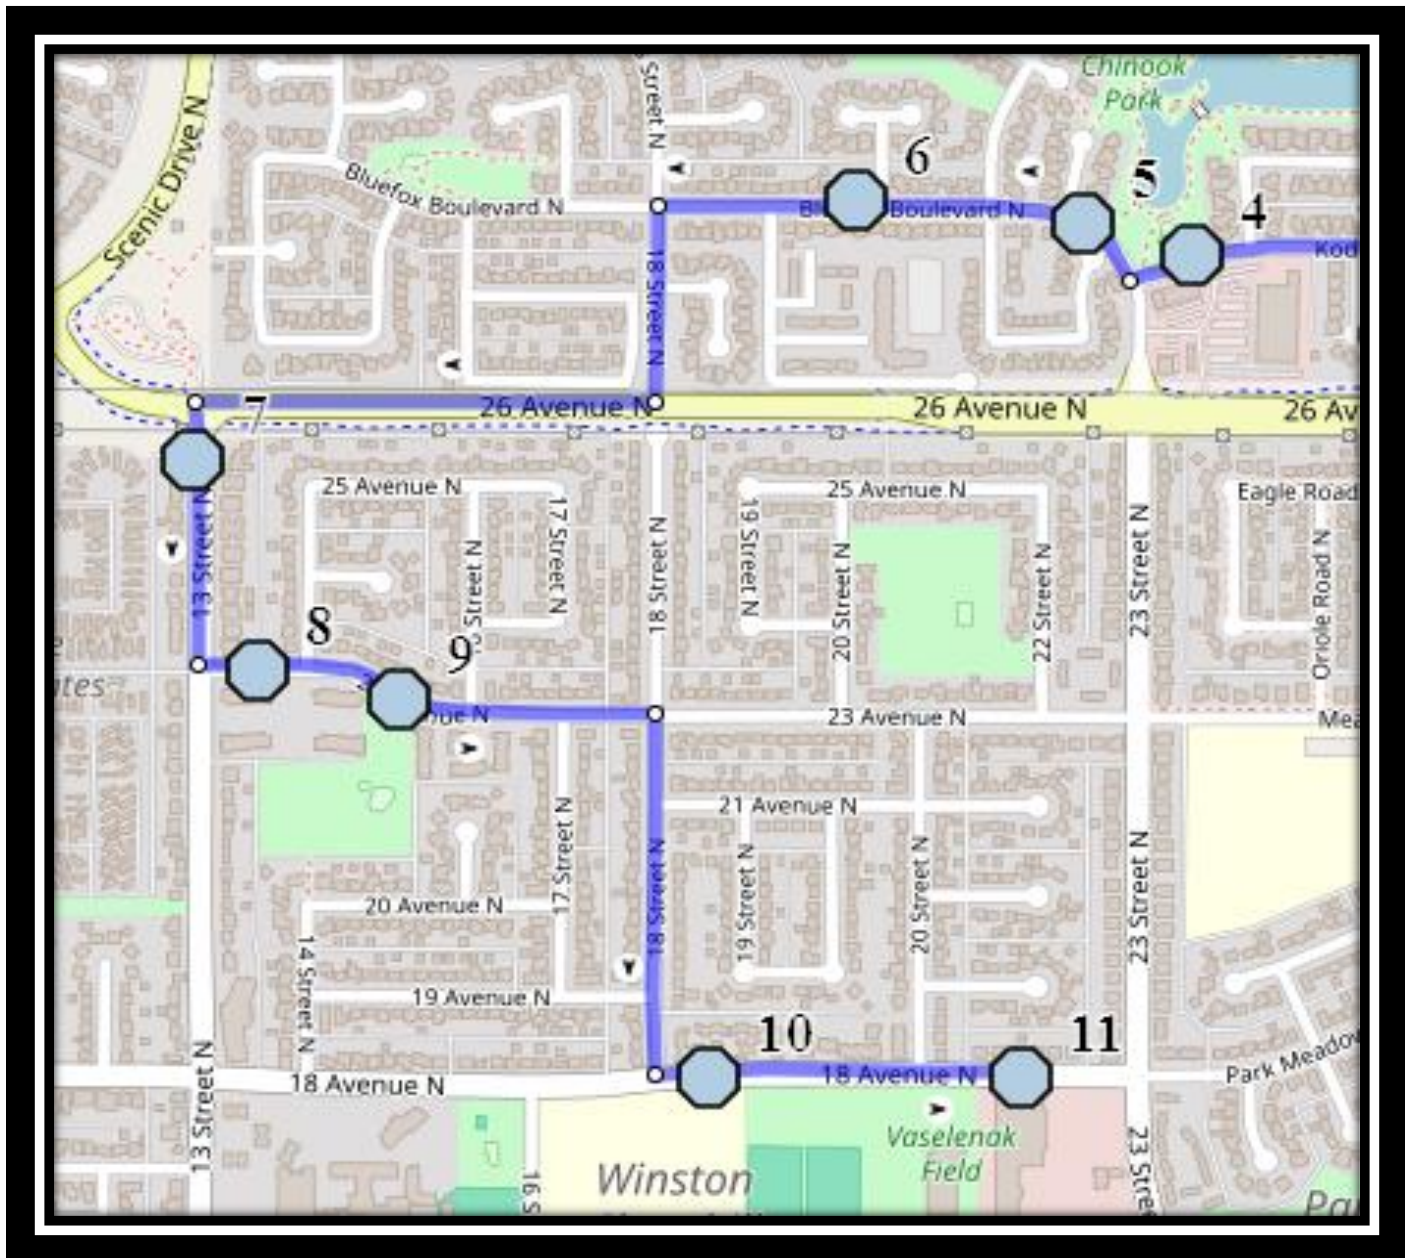 Chinook
Park
Street N
6
Scenic Drive N
5
Bluefox Boulevard N
Boulevard N
4
Kod
18 Street N
7
26 Avenue N
26 Avenue N
26 Av
25 Avenue N
25 Avenue N
Eagle Road
17 Street N
19 Street N
13 Street N
Street N
18 Street N
20 Street N
22 Street N
23 Street N
Oriole Road N
8
9
ates
nue N
23 Avenue N
Mea
21 Avenue N
17 Street N
18 Street N
19 Street N
20 Street N
23 Street N
20 Avenue N
14 Street N
19 Avenue N
10
11
13 Street N
18 Avenue N
18 Avenue N
Park Meadow
Vaselenak
Field
23 Stree
16 S
Winston
Pa